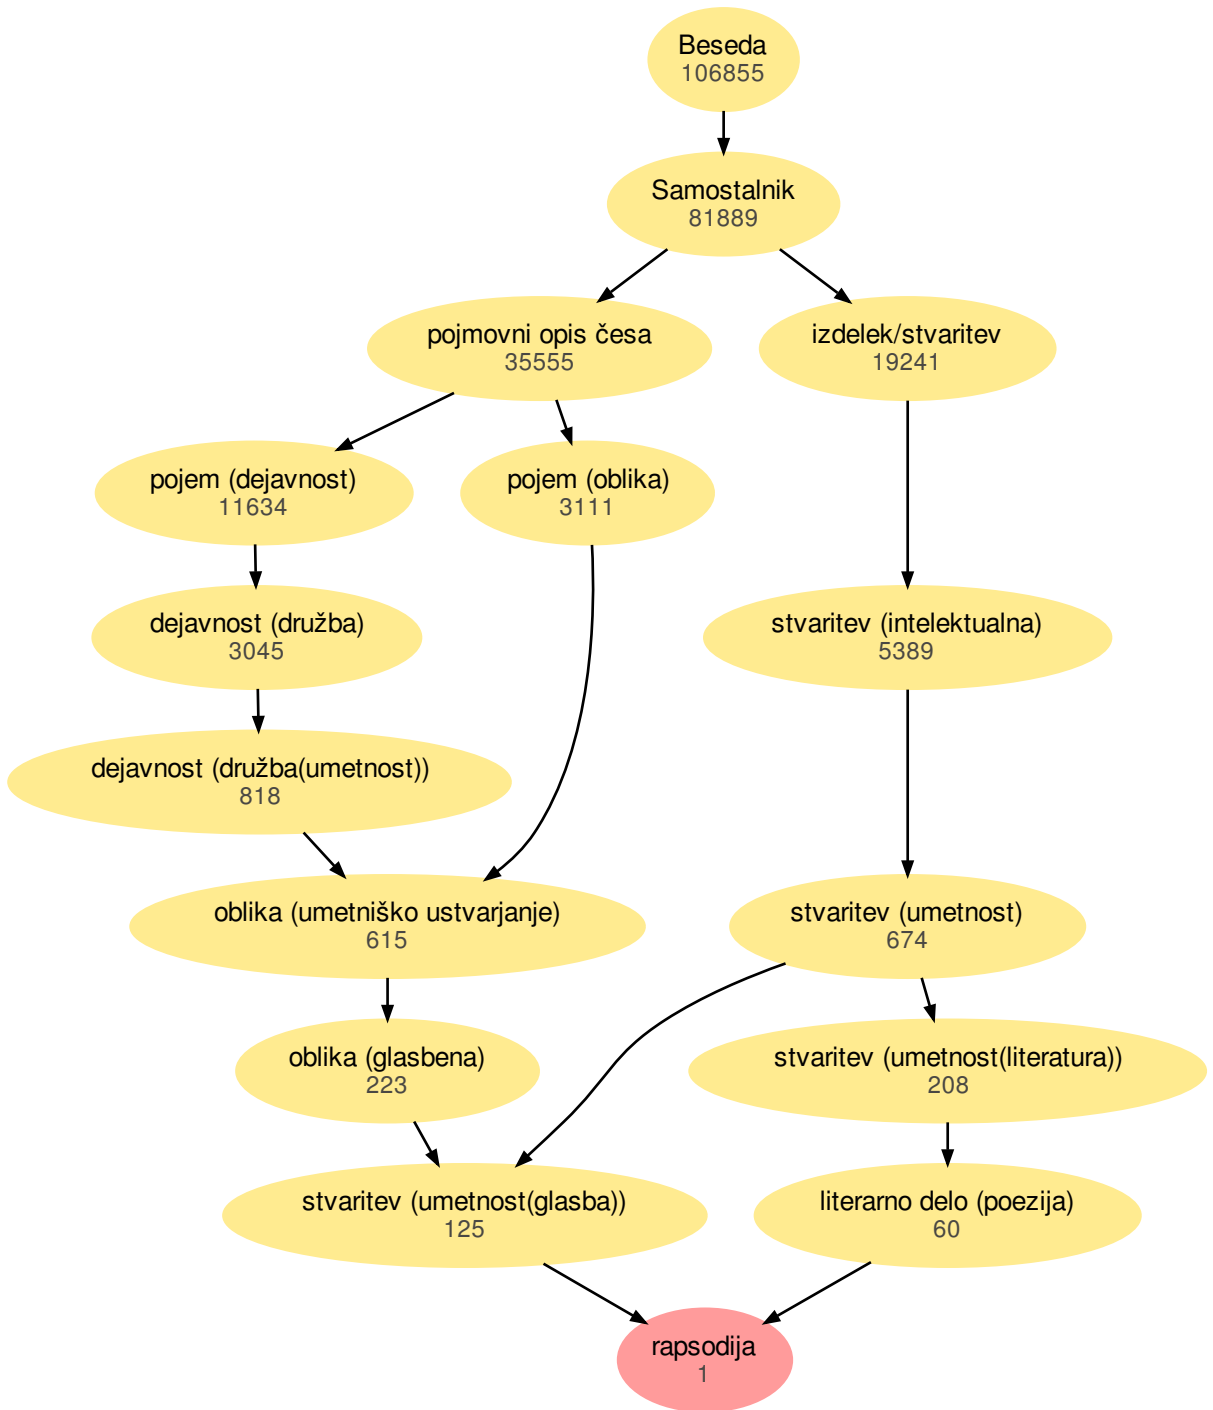 Beseda
106855
Samostalnik
81889
pojmovni opis česa
35555
izdelek/stvaritev
19241
pojem (dejavnost)
11634
pojem (oblika)
3111
dejavnost (družba)
3045
stvaritev (intelektualna)
5389
dejavnost (družba(umetnost))
818
oblika (umetniško ustvarjanje)
615
stvaritev (umetnost)
674
oblika (glasbena)
223
stvaritev (umetnost(literatura))
208
stvaritev (umetnost(glasba))
125
literarno delo (poezija)
60
rapsodija
1